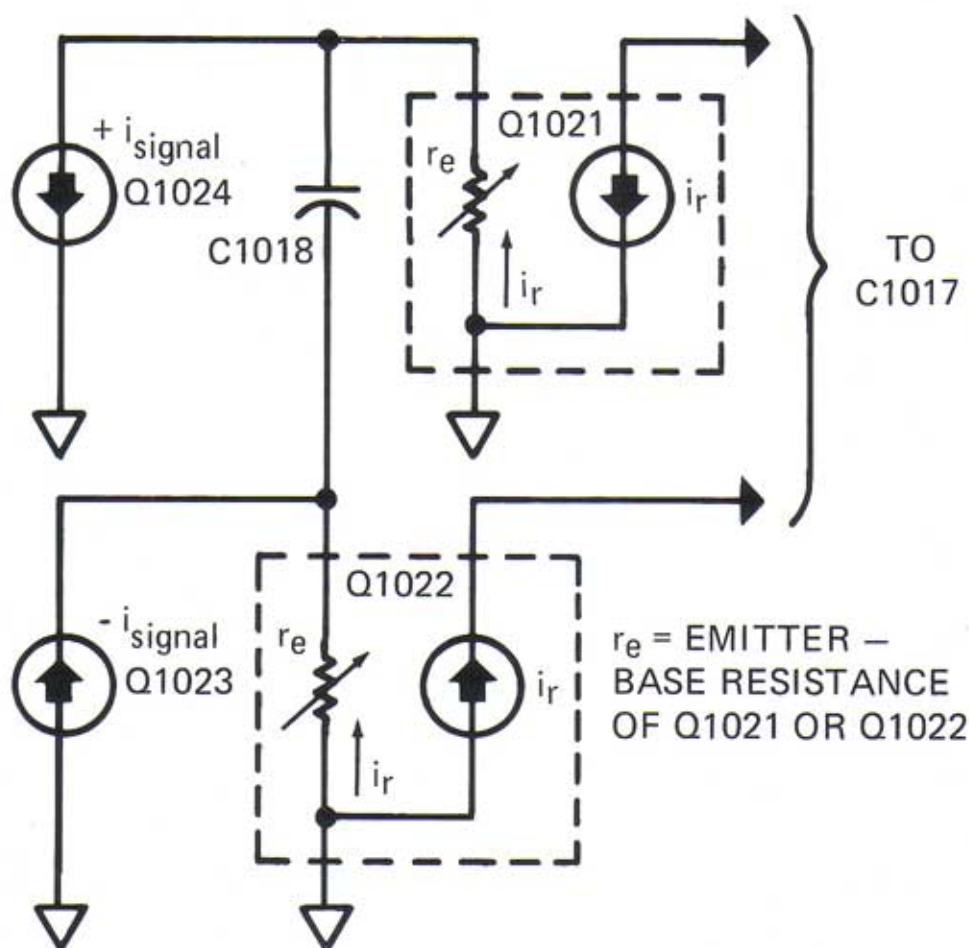 + i signal
Q1024
C1018
Q1021
r e
i r
i r
TO
C1017
- i signal
Q1023
Q1022
r e
i r
i r
r e = EMITTER –
BASE RESISTANCE
OF Q1021 OR Q1022